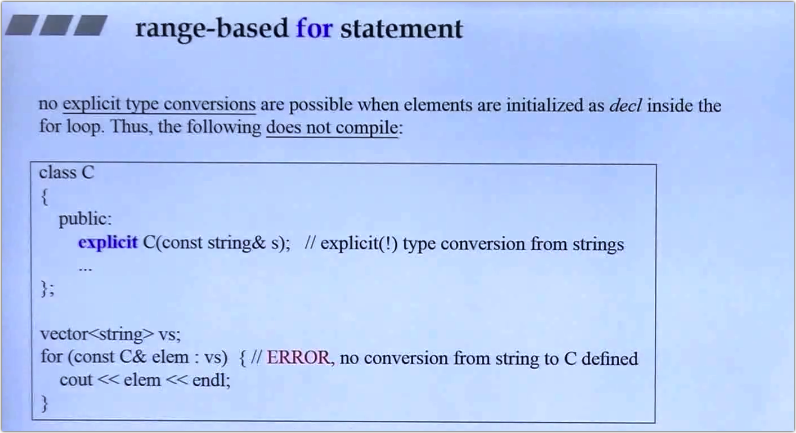 range-based for statement
no explicit type conversions are possible when elements are initialized as decl inside the
for loop. Thus, the following does not compile:
class C
{
public:
explicit C(const string& s); // explicit(!) type conversion from strings
...
};
vector<string> vs;
for (const C& elem : vs) { // ERROR, no conversion from string to C defined
cout << elem << endl;
}